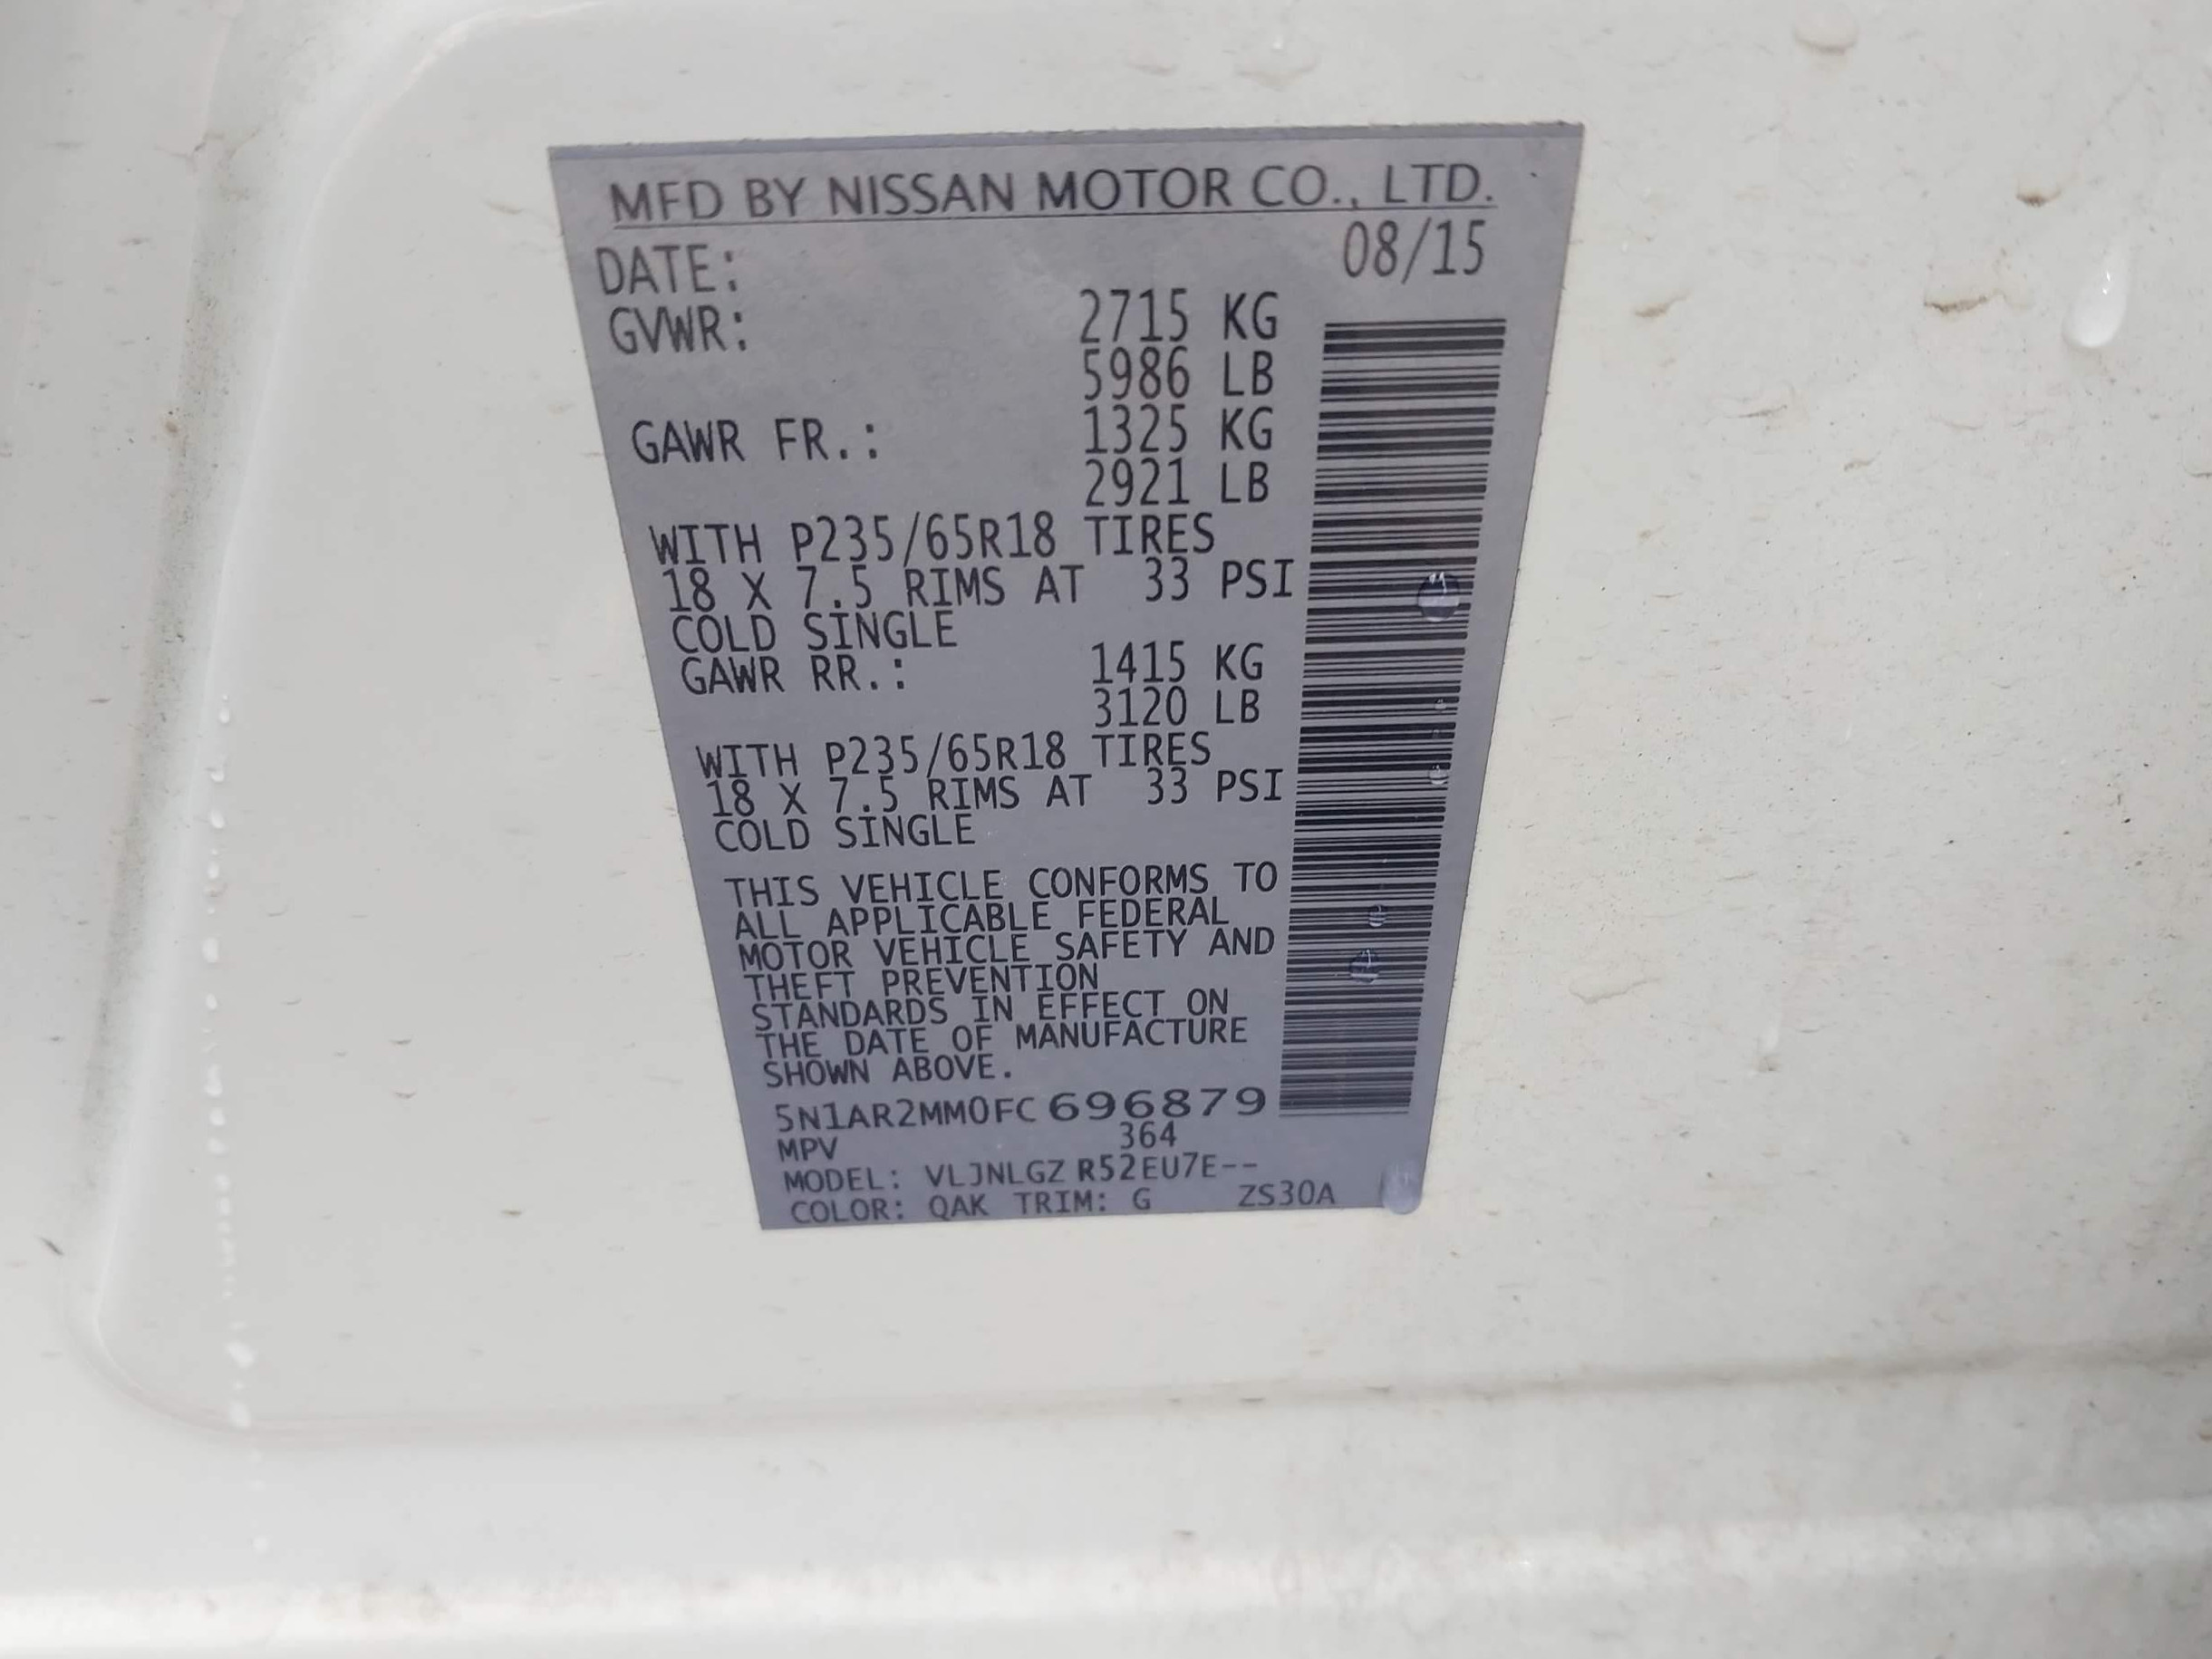 MFD BY NISSAN MOTOR CO., LTD.
DATE: 08/15
GVWR: 2715 KG
5986 LB
GAWR FR.: 1325 KG
2921 LB
WITH P235/65R18 TIRES
18 X 7.5 RIMS AT 33 PSI
COLD SINGLE
GAWR RR.: 1415 KG
3120 LB
WITH P235/65R18 TIRES
18 X 7.5 RIMS AT 33 PSI
COLD SINGLE
THIS VEHICLE CONFORMS TO
ALL APPLICABLE FEDERAL
MOTOR VEHICLE SAFETY AND
THEFT PREVENTION
STANDARDS IN EFFECT ON
THE DATE OF MANUFACTURE
SHOWN ABOVE.
5N1AR2MM0FC696879
MPV 364
MODEL: VLJNLGZ R52EU7E--
COLOR: QAK TRIM: G ZS30A